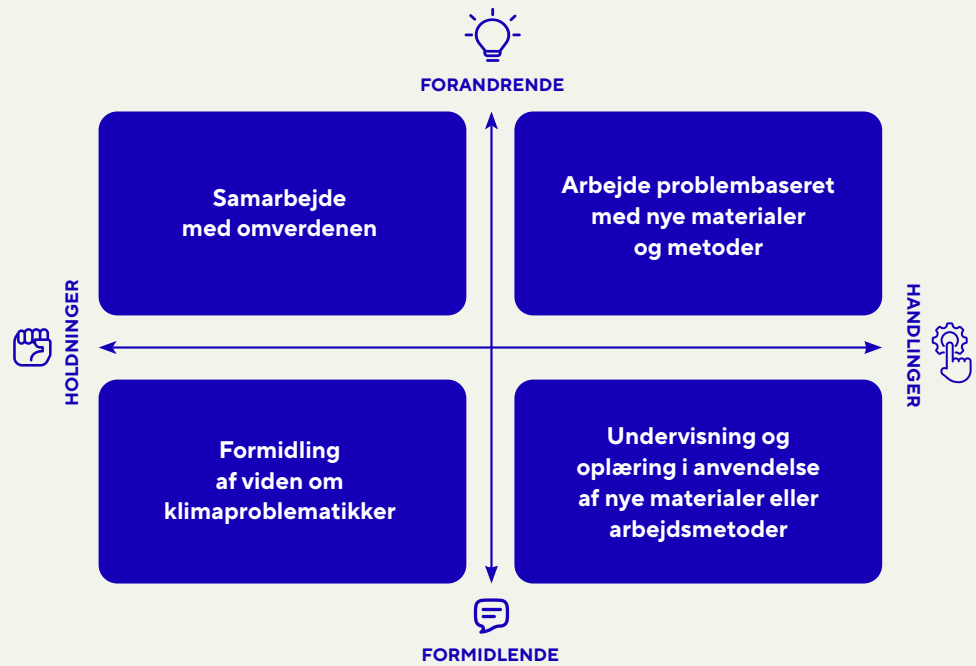 FORANDRENDE
Samarbejde
med omverdenen
Arbejde problembaseret
med nye materialer
og metoder
HOLDNINGER
HANDLINGER
Formidling
af viden om
klimaproblematikker
Undervisning og
oplæring i anvendelse
af nye materialer eller
arbejdsmetoder
FORMIDLENDE